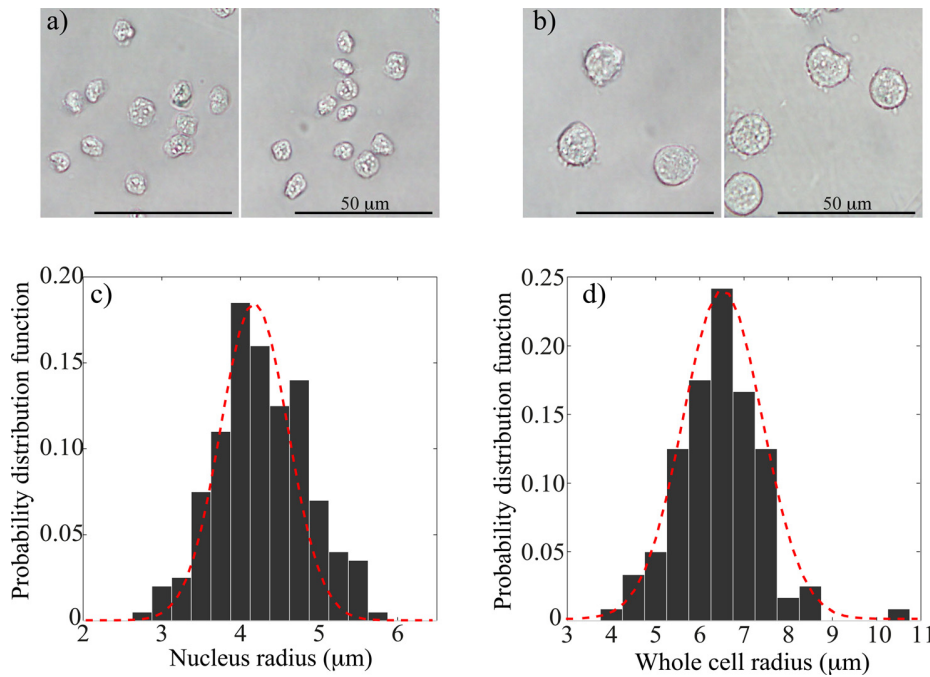 a)
50 µm
b)
50 µm
c)
Probability distribution function
0.20
0.15
0.10
0.05
0
2 3 4 5 6
Nucleus radius (µm)
d)
Probability distribution function
0.25
0.20
0.15
0.10
0.05
0
3 4 5 6 7 8 9 10 11
Whole cell radius (µm)